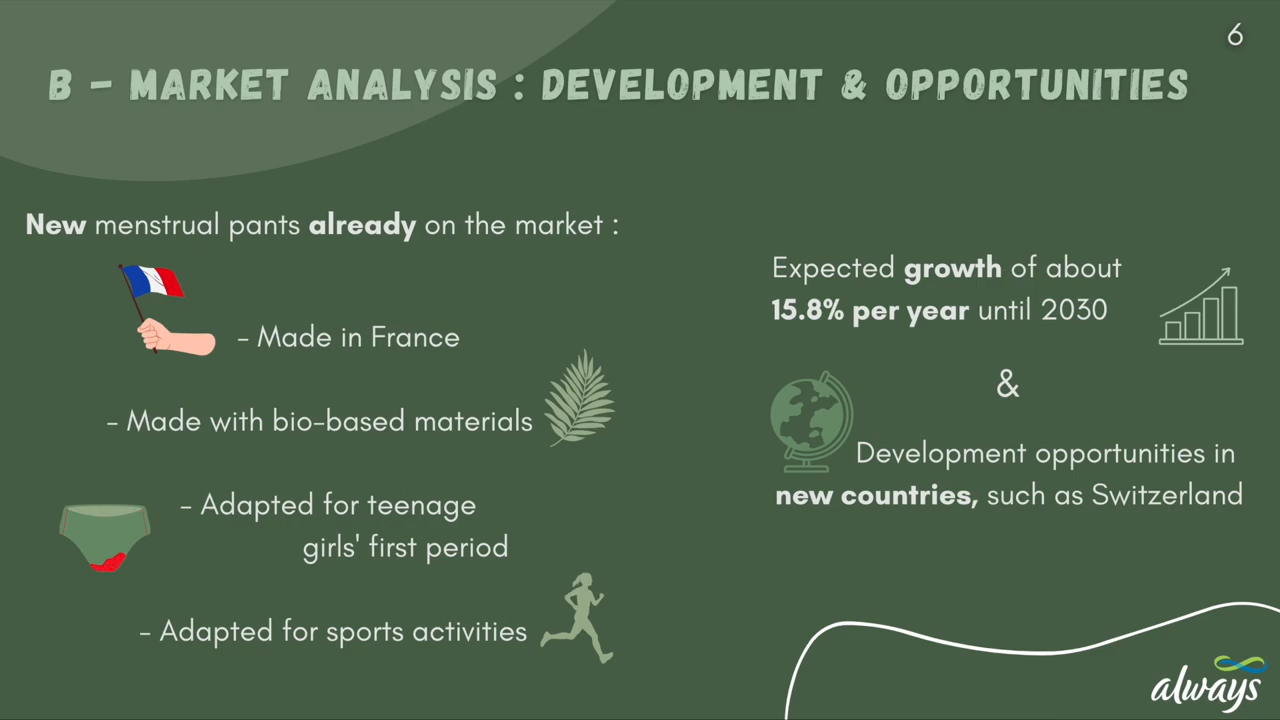 6
B - MARKET ANALYSIS : DEVELOPMENT & OPPORTUNITIES
New menstrual pants already on the market :
- Made in France
- Made with bio-based materials
- Adapted for teenage
girls' first period
- Adapted for sports activities
Expected growth of about
15.8% per year until 2030
&
Development opportunities in
new countries, such as Switzerland
always